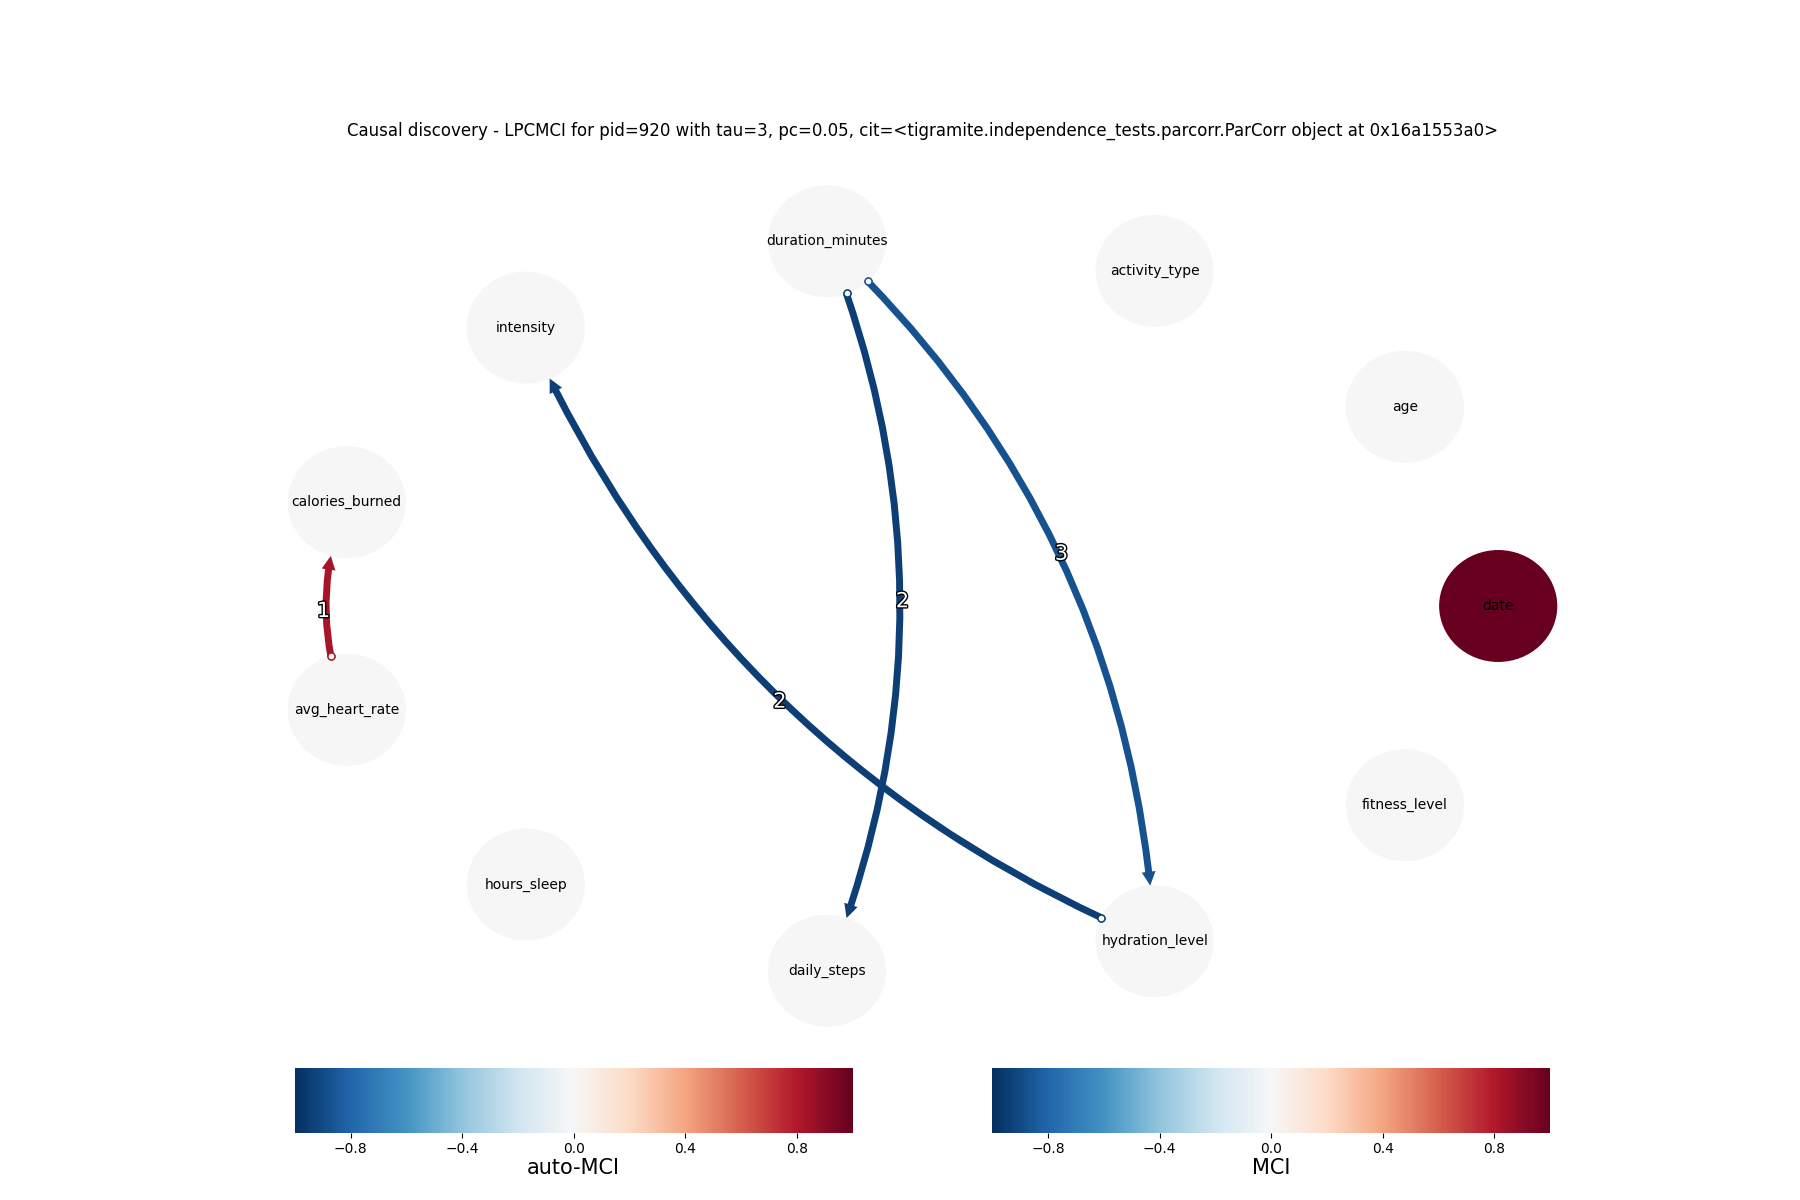 Causal discovery - LPCMCI for pid=920 with tau=3, pc=0.05, cit=<tigramite.independence_tests.parcorr.ParCorr object at 0x16a1553a0>
duration_minutes
activity_type
intensity
age
calories_burned
3
2
date
1
2
avg_heart_rate
fitness_level
hours_sleep
hydration_level
daily_steps
−0.8 −0.4 0.0 0.4 0.8
auto-MCI
−0.8 −0.4 0.0 0.4 0.8
MCI